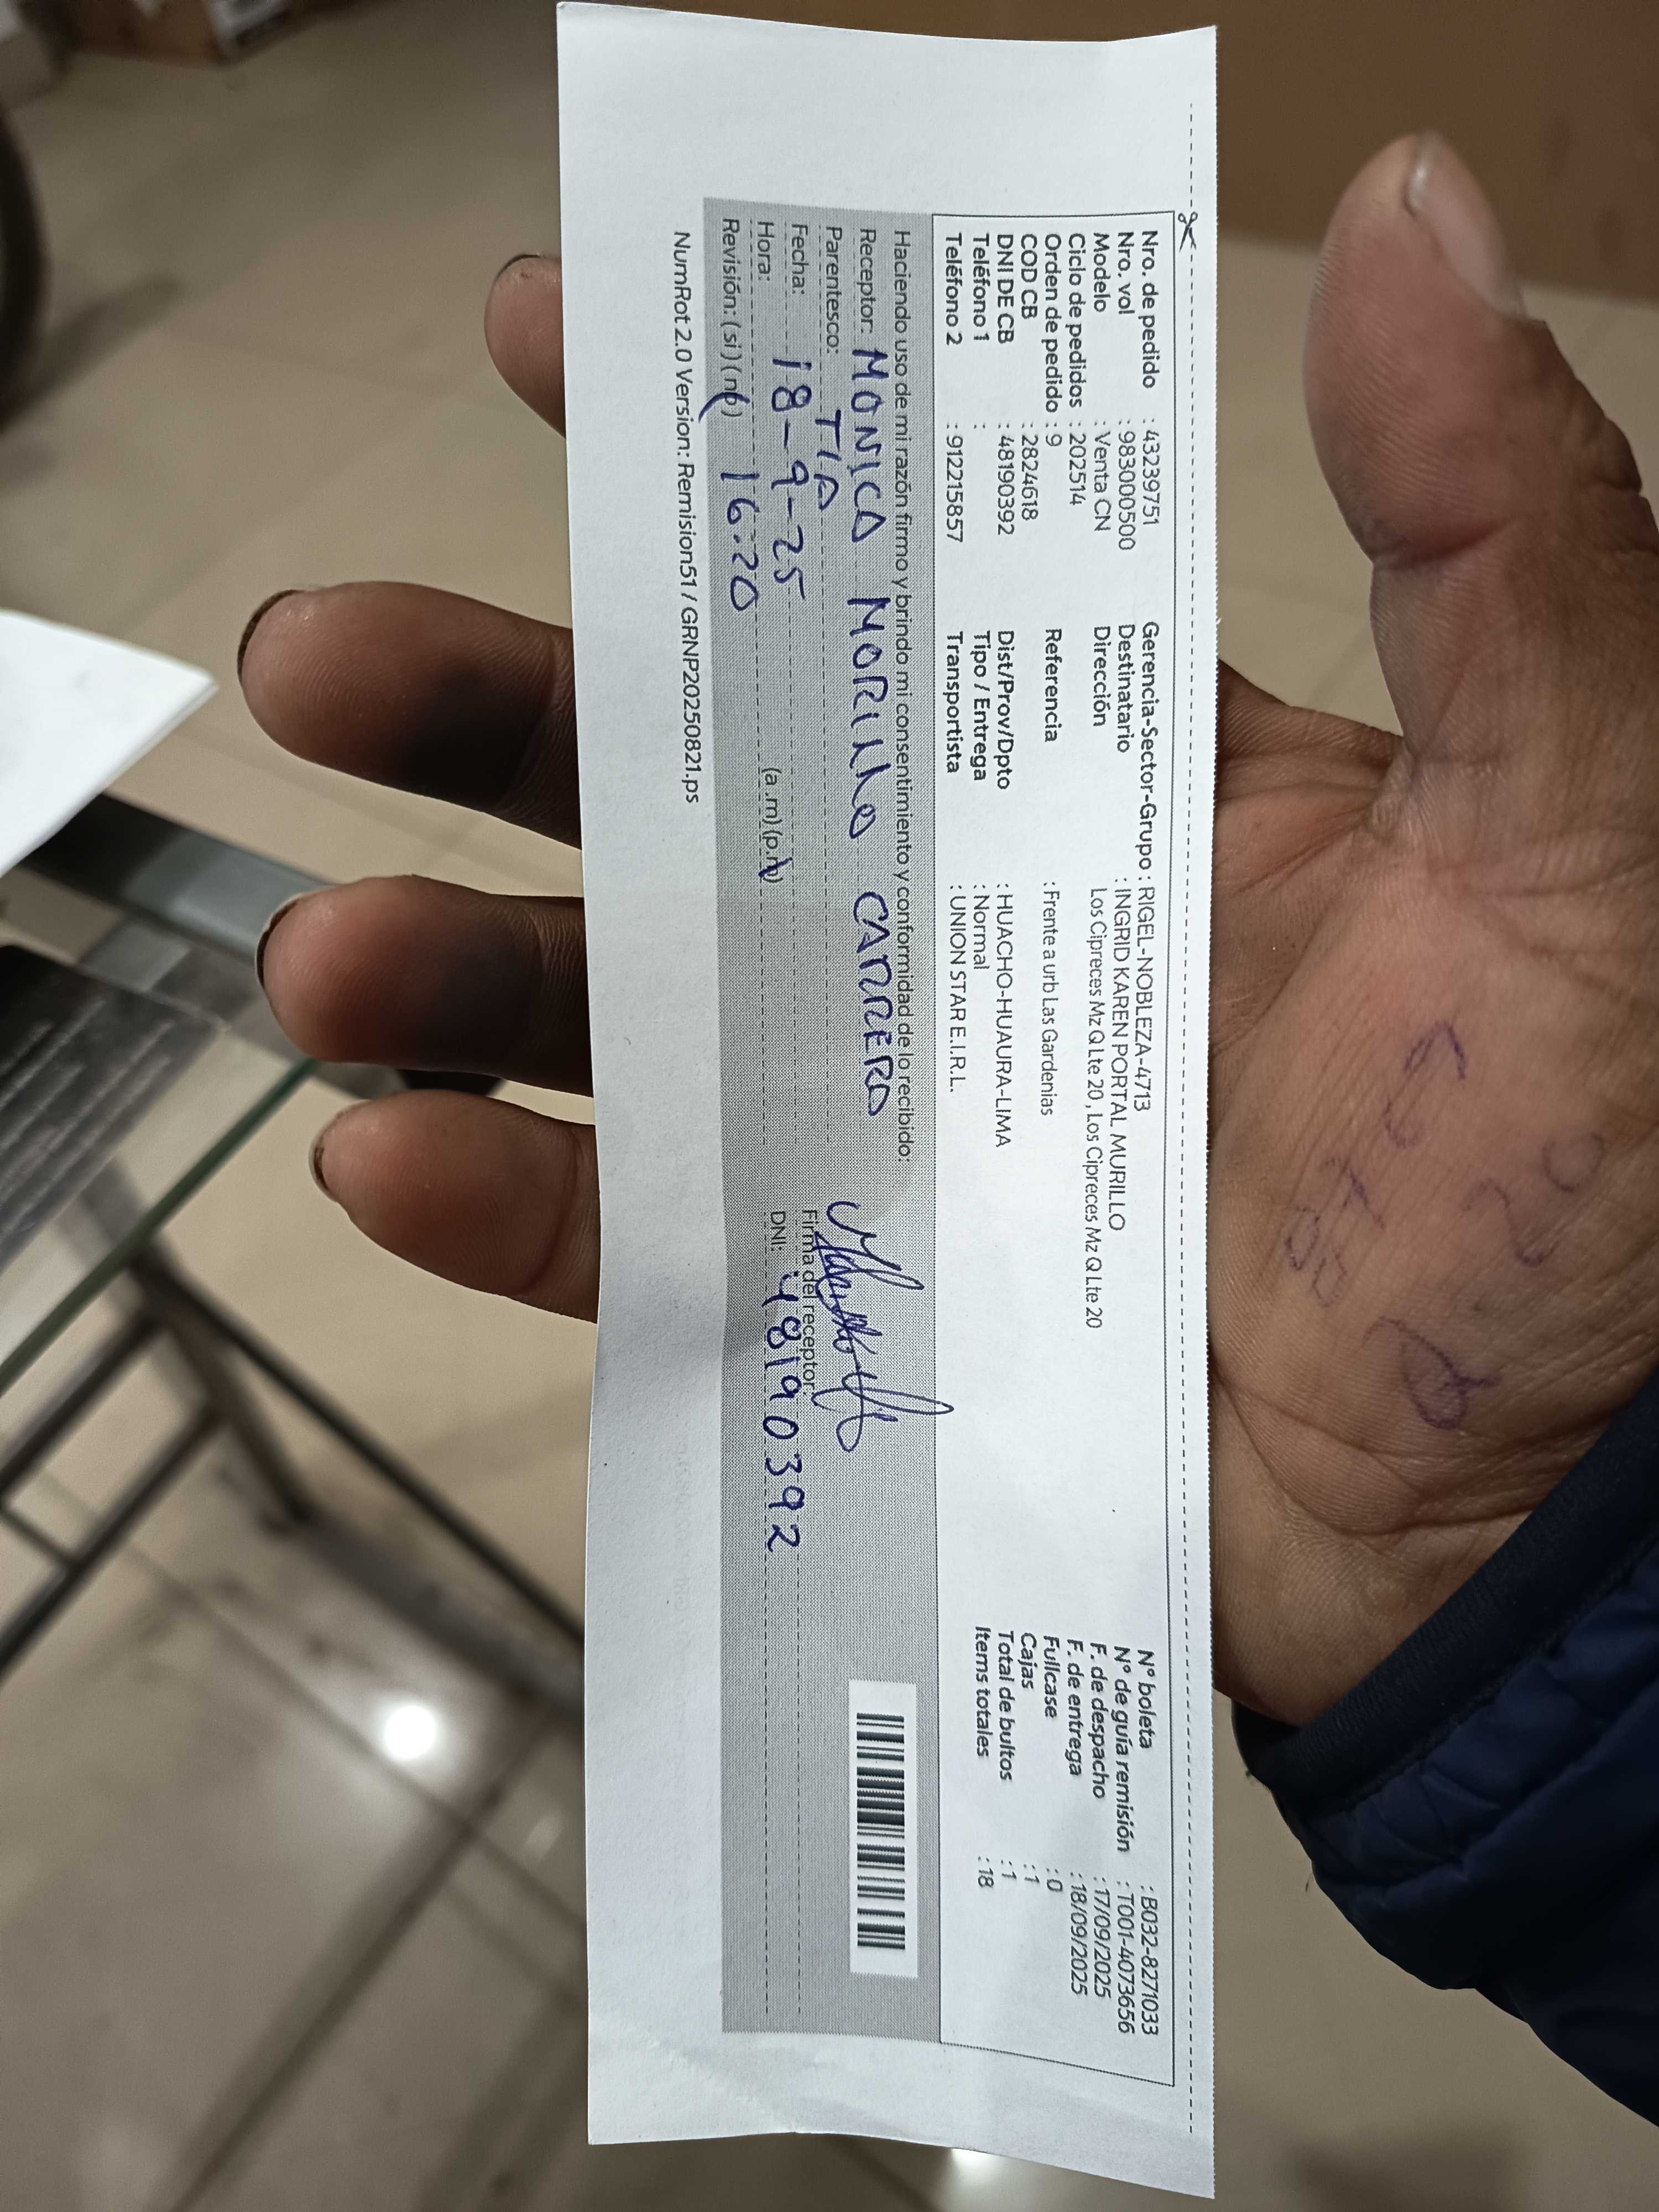 Nro. de pedido : 43239751
Nro. vol : 983000500
Modelo : Venta CN
Ciclo de pedidos : 202514
Orden de pedido : 9
COD CB : 2824618
DNI DE CB : 48190392
Teléfono 1 :
Teléfono 2 : 912215857
Gerencia-Sector-Grupo : RIGEL-NOBLEZA-4713
Destinatario : INGRID KAREN PORTAL MURILLO
Dirección Los Cipreces Mz Q Lte 20 , Los Cipreces Mz Q Lte 20
Referencia : Frente a urb Las Gardenias
Dist/Prov/Dpto : HUACHO-HUAURA-LIMA
Tipo / Entrega : Normal
Transportista : UNION STAR E.I.R.L.
N° boleta : B032-8271033
N° de guía remisión : T001-4073656
F. de despacho : 17/09/2025
F. de entrega : 18/09/2025
Fullcase : 0
Cajas : 1
Total de bultos : 1
Items totales : 18
Haciendo uso de mi razón firmo y brindo mi consentimiento y conformidad de lo recibido:
Receptor: MONICA MORILLO CARRERO
Parentesco: TIA
Fecha: 18-9-25
Hora: (a.m) (p.m)
Revisión: (si) (no) 16:20
Firma del receptor
DNI: 48190392
NumRot 2.0 Version: Remision51 / GRNP20250821.ps